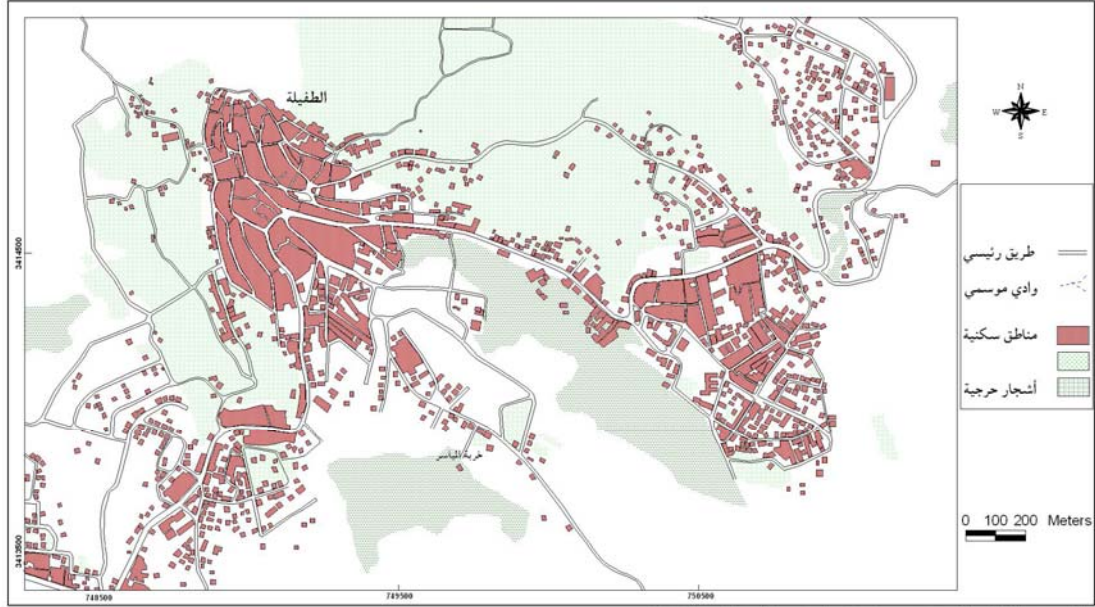 الطفيلة
N
W E
S
طريق رئيسي
وادي موسمي
مناطق سكنية
أشجار حرجية
3414500
3413500
0 100 200 Meters
748500
749500
750500